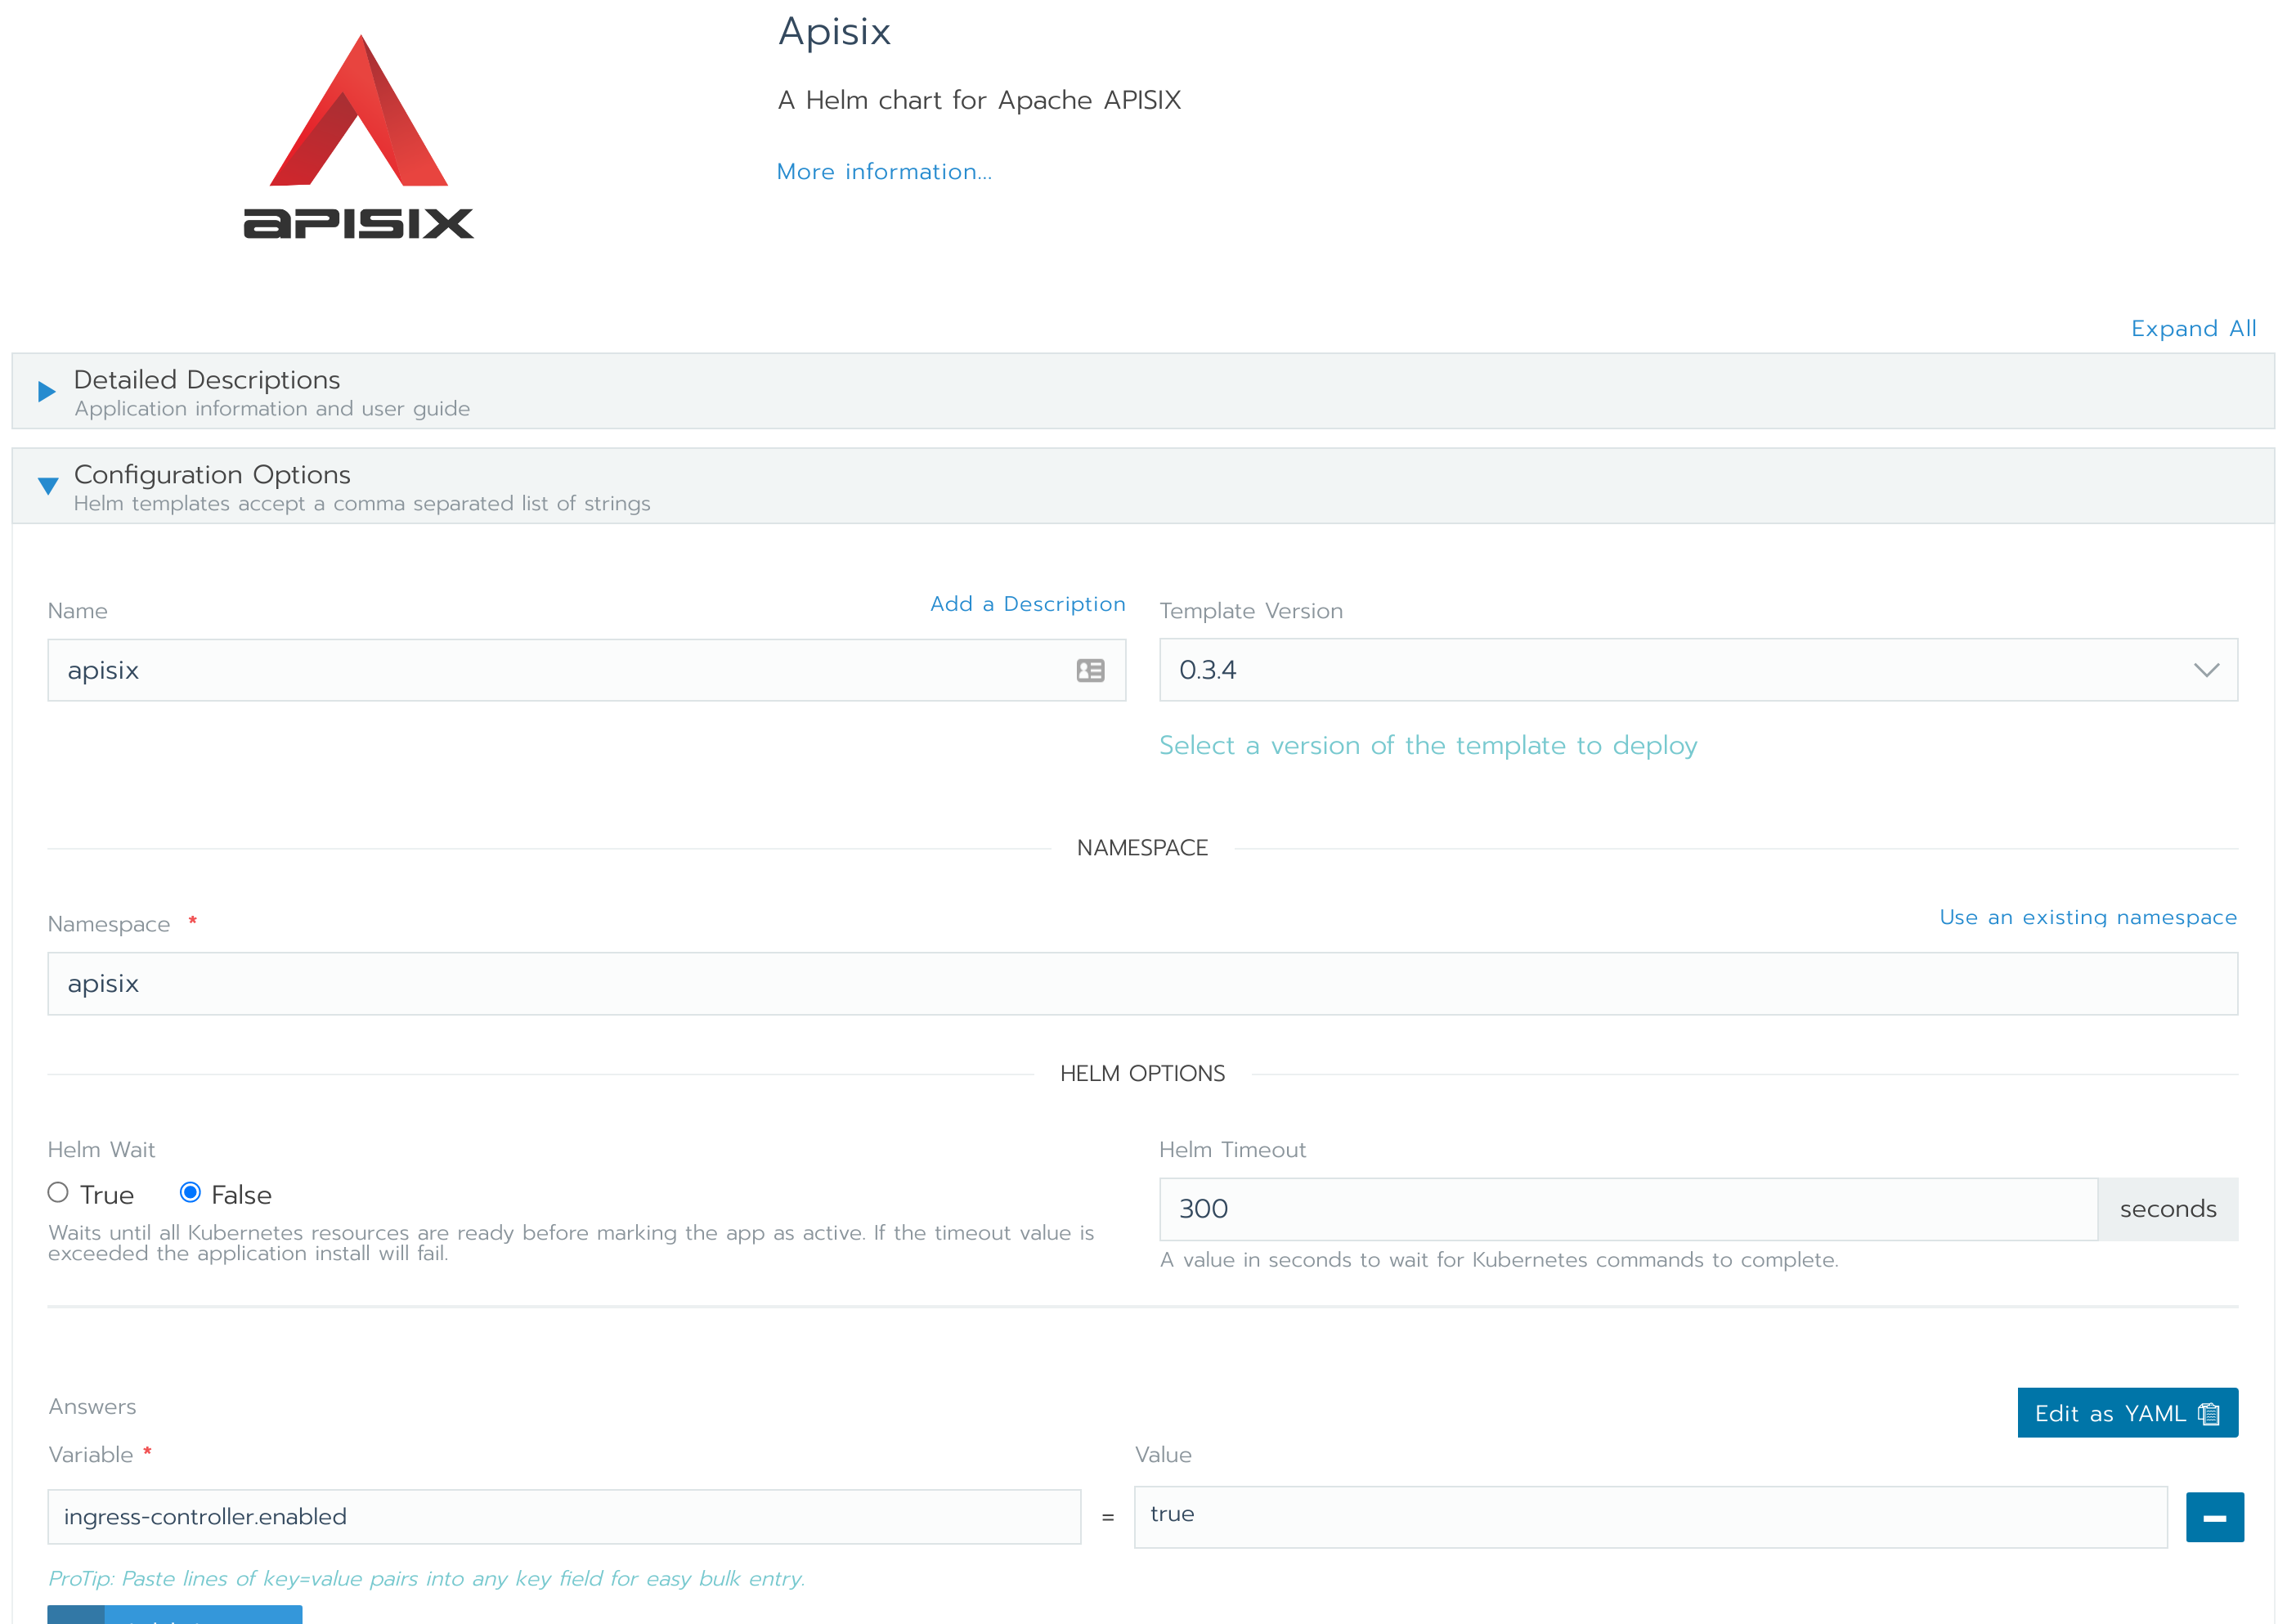 Apisix
A Helm chart for Apache APISIX
More information...
apisix
Expand All
Detailed Descriptions
Application information and user guide
Configuration Options
Helm templates accept a comma separated list of strings
Name
Add a Description
Template Version
apisix
0.3.4
Select a version of the template to deploy
NAMESPACE
Namespace *
Use an existing namespace
apisix
HELM OPTIONS
Helm Wait
Helm Timeout
True
False
300
seconds
Waits until all Kubernetes resources are ready before marking the app as active. If the timeout value is
exceeded the application install will fail.
A value in seconds to wait for Kubernetes commands to complete.
Answers
Edit as YAML
Variable *
Value
ingress-controller.enabled
=
true
ProTip: Paste lines of key=value pairs into any key field for easy bulk entry.